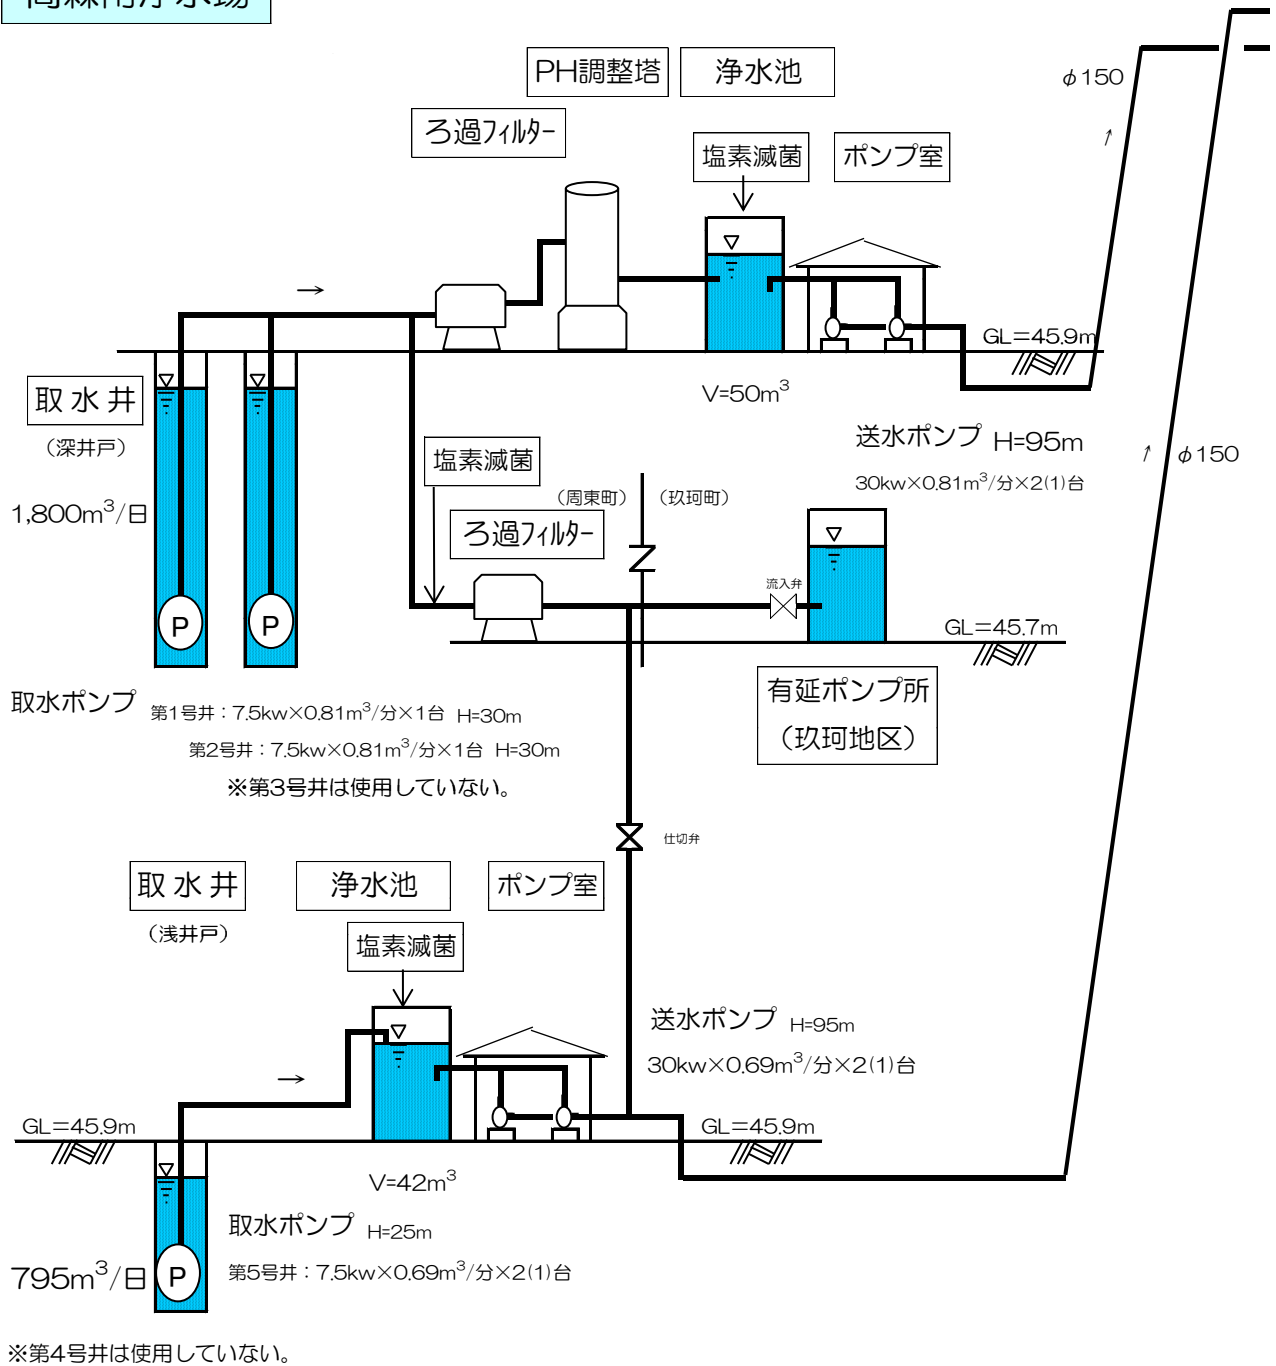 PH調整塔
浄水池
ろ過フィルター
塩素滅菌
ポンプ室
φ150
↑
→
GL=45.9m
取水井
（深井戸）
1,800m³/日
V=50m³
送水ポンプ H=95m
30kw×0.81m³/分×2(1)台
↑ φ150
塩素滅菌
（周東町）
（玖珂町）
ろ過フィルター
流入弁
P
P
GL=45.7m
取水ポンプ
第1号井：7.5kw×0.81m³/分×1台 H=30m
第2号井：7.5kw×0.81m³/分×1台 H=30m
※第3号井は使用していない。
有延ポンプ所
（玖珂地区）
仕切弁
取水井
（浅井戸）
浄水池
ポンプ室
塩素滅菌
送水ポンプ H=95m
30kw×0.69m³/分×2(1)台
→
GL=45.9m
GL=45.9m
V=42m³
取水ポンプ H=25m
795m³/日
P
第5号井：7.5kw×0.69m³/分×2(1)台
※第4号井は使用していない。